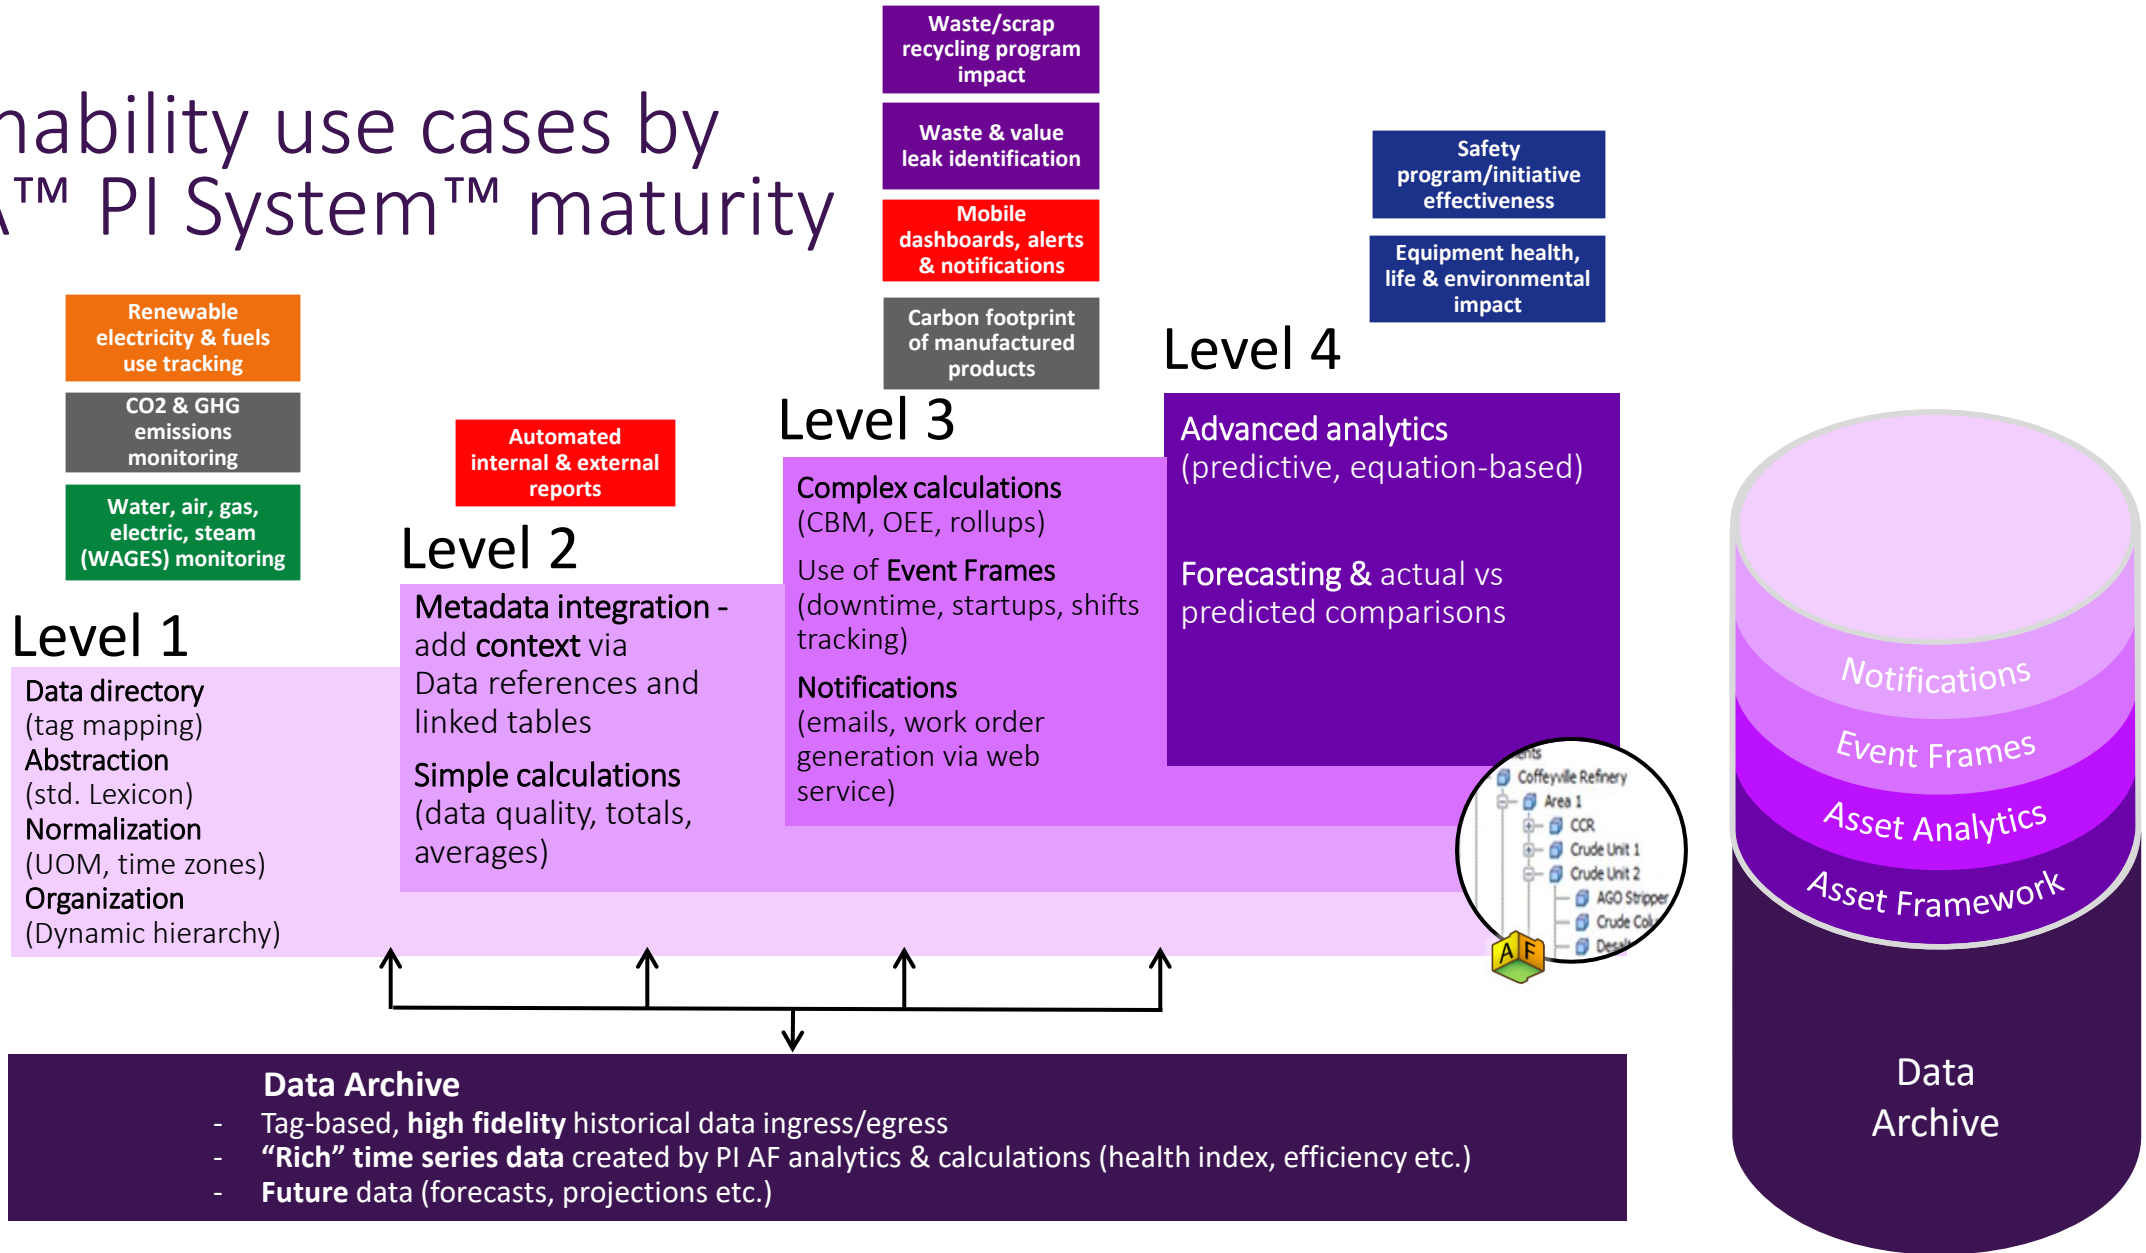 nability use cases by
A™ PI System™ maturity
Waste/scrap
recycling program
impact
Waste & value
leak identification
Mobile
dashboards, alerts
& notifications
Carbon footprint
of manufactured
products
Safety
program/initiative
effectiveness
Equipment health,
life & environmental
impact
Renewable
electricity & fuels
use tracking
CO2 & GHG
emissions
monitoring
Water, air, gas,
electric, steam
(WAGES) monitoring
Automated
internal & external
reports
Level 1
Data directory
(tag mapping)
Abstraction
(std. Lexicon)
Normalization
(UOM, time zones)
Organization
(Dynamic hierarchy)
Level 2
Metadata integration -
add context via
Data references and
linked tables
Simple calculations
(data quality, totals,
averages)
Level 3
Complex calculations
(CBM, OEE, rollups)
Use of Event Frames
(downtime, startups, shifts
tracking)
Notifications
(emails, work order
generation via web
service)
Level 4
Advanced analytics
(predictive, equation-based)
Forecasting & actual vs
predicted comparisons
Coffeyville Refinery
Area 1
CCR
Crude Unit 1
Crude Unit 2
AGO Stripper
Crude Colu
Desalt
AF
Notifications
Event Frames
Asset Analytics
Asset Framework
Data
Archive
Data Archive
- Tag-based, high fidelity historical data ingress/egress
- “Rich” time series data created by PI AF analytics & calculations (health index, efficiency etc.)
- Future data (forecasts, projections etc.)